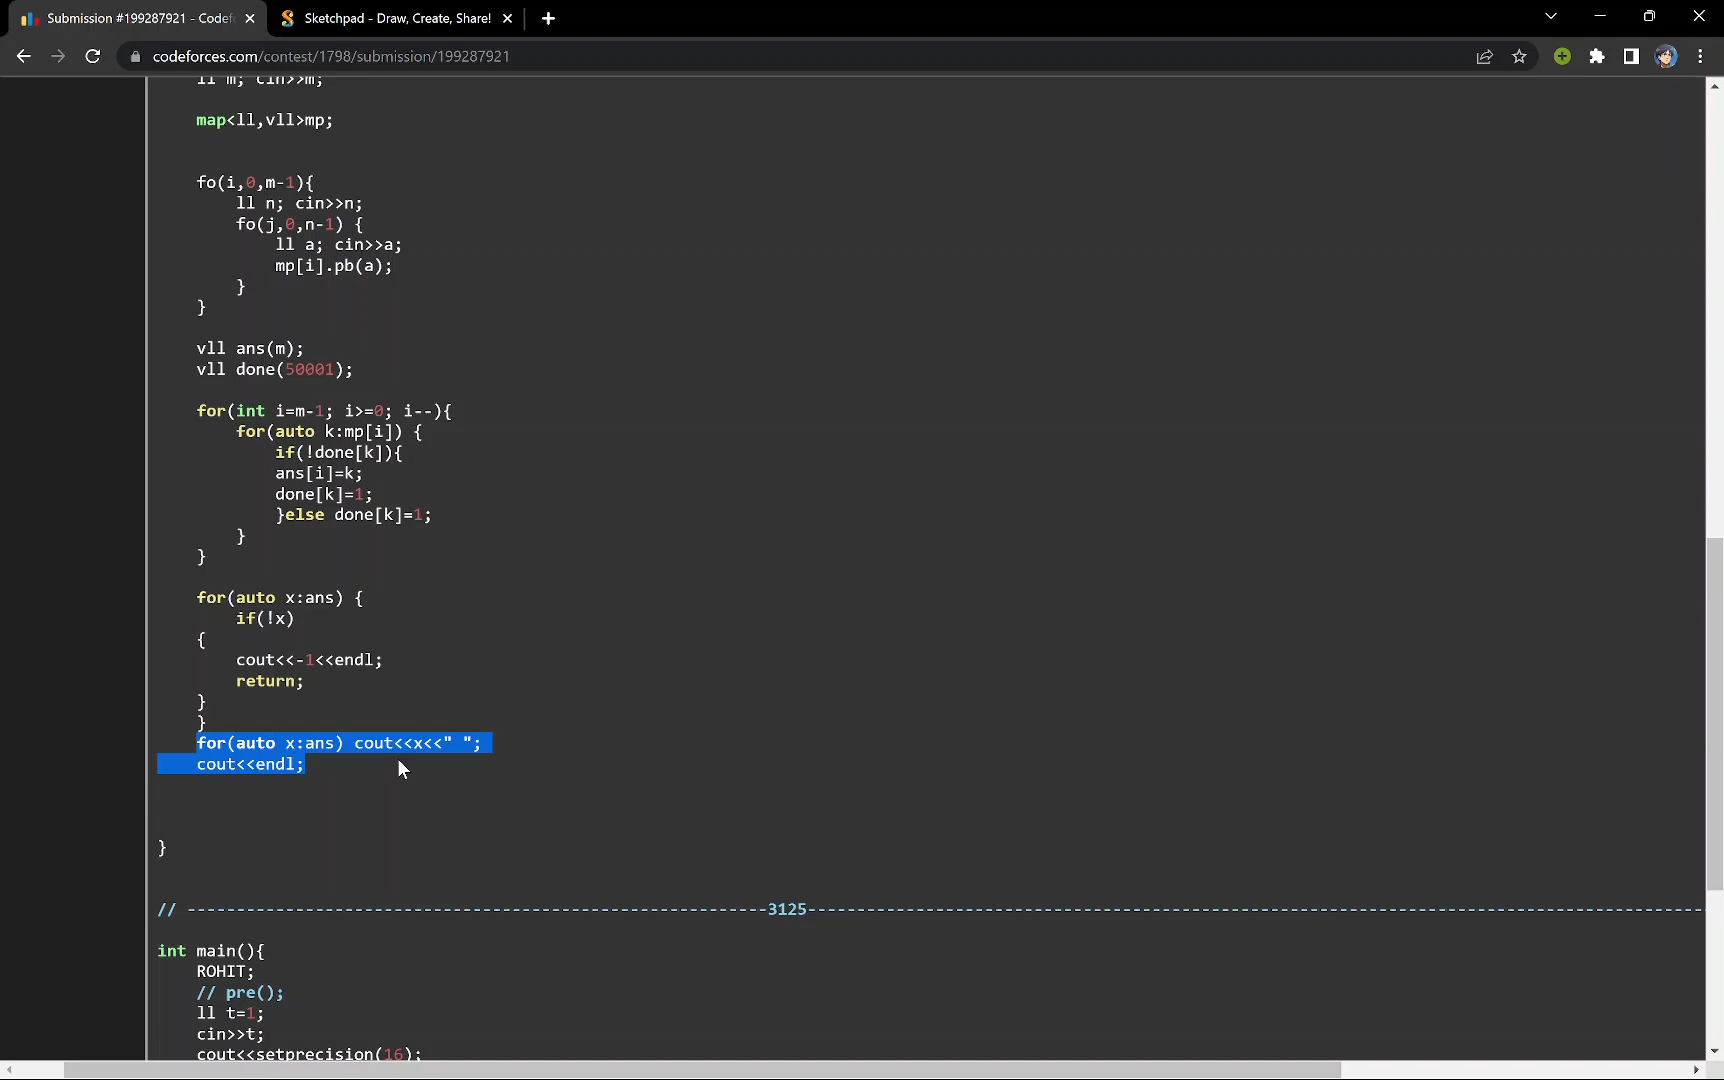 Submission #199287921 - Codef
Sketchpad - Draw, Create, Share!
codeforces.com/contest/1798/submission/199287921
ll m; cin>>m;
map<ll,vll>mp;
fo(i,0,m-1){
ll n; cin>>n;
fo(j,0,n-1) {
ll a; cin>>a;
mp[i].pb(a);
}
}
vll ans(m);
vll done(50001);
for(int i=m-1; i>=0; i--){
for(auto k:mp[i]) {
if(!done[k]){
ans[i]=k;
done[k]=1;
}else done[k]=1;
}
}
for(auto x:ans) {
if(!x)
{
cout<<-1<<endl;
return;
}
}
for(auto x:ans) cout<<x<<" ";
cout<<endl;
}
// -----------------------------------------------------------3125-------------------------------------------------------------------------------------------
int main(){
ROHIT;
// pre();
ll t=1;
cin>>t;
cout<<setprecision(16);